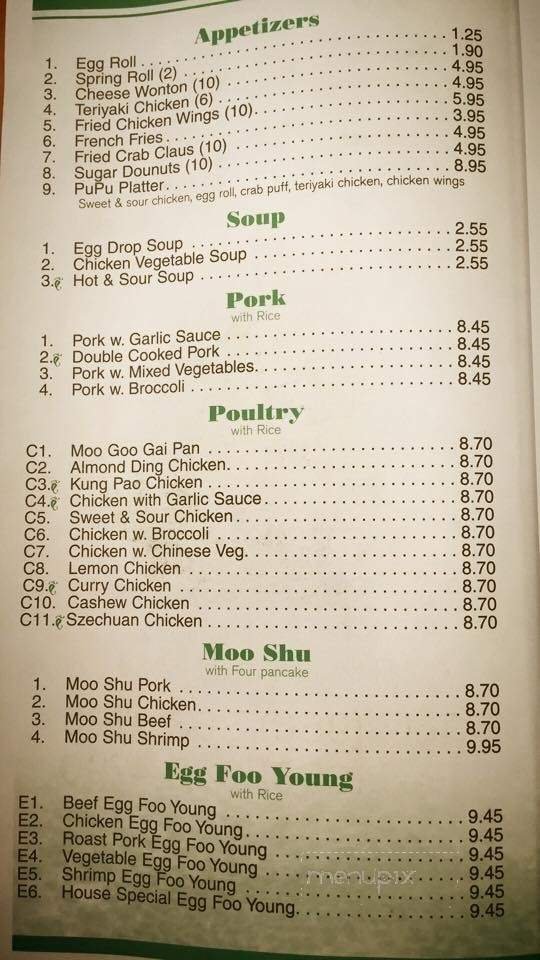 Appetizers
1. Egg Roll 1.25
2. Spring Roll (2) 1.90
3. Cheese Wonton (10) 4.95
4. Teriyaki Chicken (6) 4.95
5. Fried Chicken Wings (10) 5.95
6. French Fries 3.95
7. Fried Crab Claus (10) 4.95
8. Sugar Dounuts (10) 4.95
9. PuPu Platter 8.95
Sweet & sour chicken, egg roll, crab puff, teriyaki chicken, chicken wings
Soup
1. Egg Drop Soup 2.55
2. Chicken Vegetable Soup 2.55
3. Hot & Sour Soup 2.55
Pork
with Rice
1. Pork w. Garlic Sauce 8.45
2. Double Cooked Pork 8.45
3. Pork w. Mixed Vegetables 8.45
4. Pork w. Broccoli 8.45
Poultry
with Rice
C1. Moo Goo Gai Pan 8.70
C2. Almond Ding Chicken 8.70
C3. Kung Pao Chicken 8.70
C4. Chicken with Garlic Sauce 8.70
C5. Sweet & Sour Chicken 8.70
C6. Chicken w. Broccoli 8.70
C7. Chicken w. Chinese Veg. 8.70
C8. Lemon Chicken 8.70
C9. Curry Chicken 8.70
C10. Cashew Chicken 8.70
C11. Szechuan Chicken 8.70
Moo Shu
with Four pancake
1. Moo Shu Pork 8.70
2. Moo Shu Chicken 8.70
3. Moo Shu Beef 8.70
4. Moo Shu Shrimp 9.95
Egg Foo Young
with Rice
E1. Beef Egg Foo Young 9.45
E2. Chicken Egg Foo Young 9.45
E3. Roast Pork Egg Foo Young 9.45
E4. Vegetable Egg Foo Young 9.45
E5. Shrimp Egg Foo Young 9.45
E6. House Special Egg Foo Young 9.45
menupix